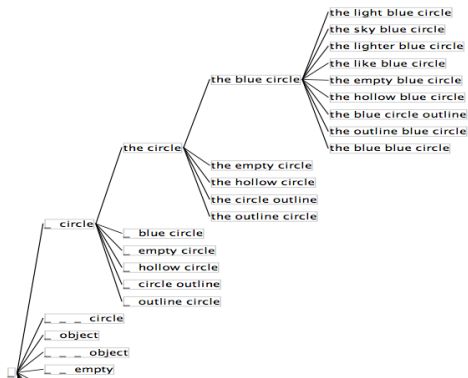 the light blue circle
the sky blue circle
the lighter blue circle
the like blue circle
the blue circle
the empty blue circle
the hollow blue circle
the blue circle outline
the outline blue circle
the circle
the blue blue circle
the empty circle
the hollow circle
the circle outline
the outline circle
_ circle
_ blue circle
_ empty circle
_ hollow circle
_ circle outline
_ outline circle
_ _ _ circle
_ object
_ _ _ object
_ _ empty
_